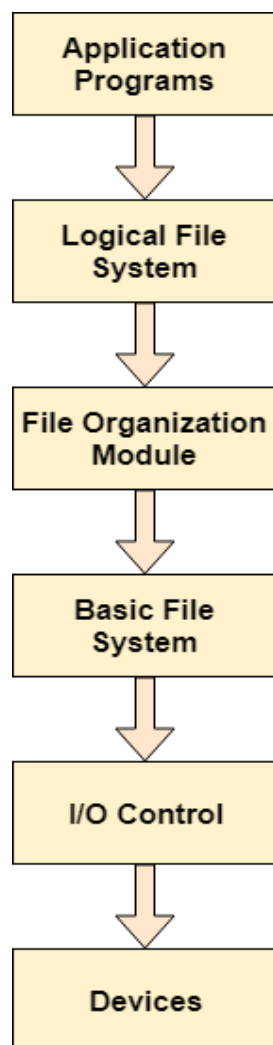 Application
Programs
Logical File
System
File Organization
Module
Basic File
System
I/O Control
Devices